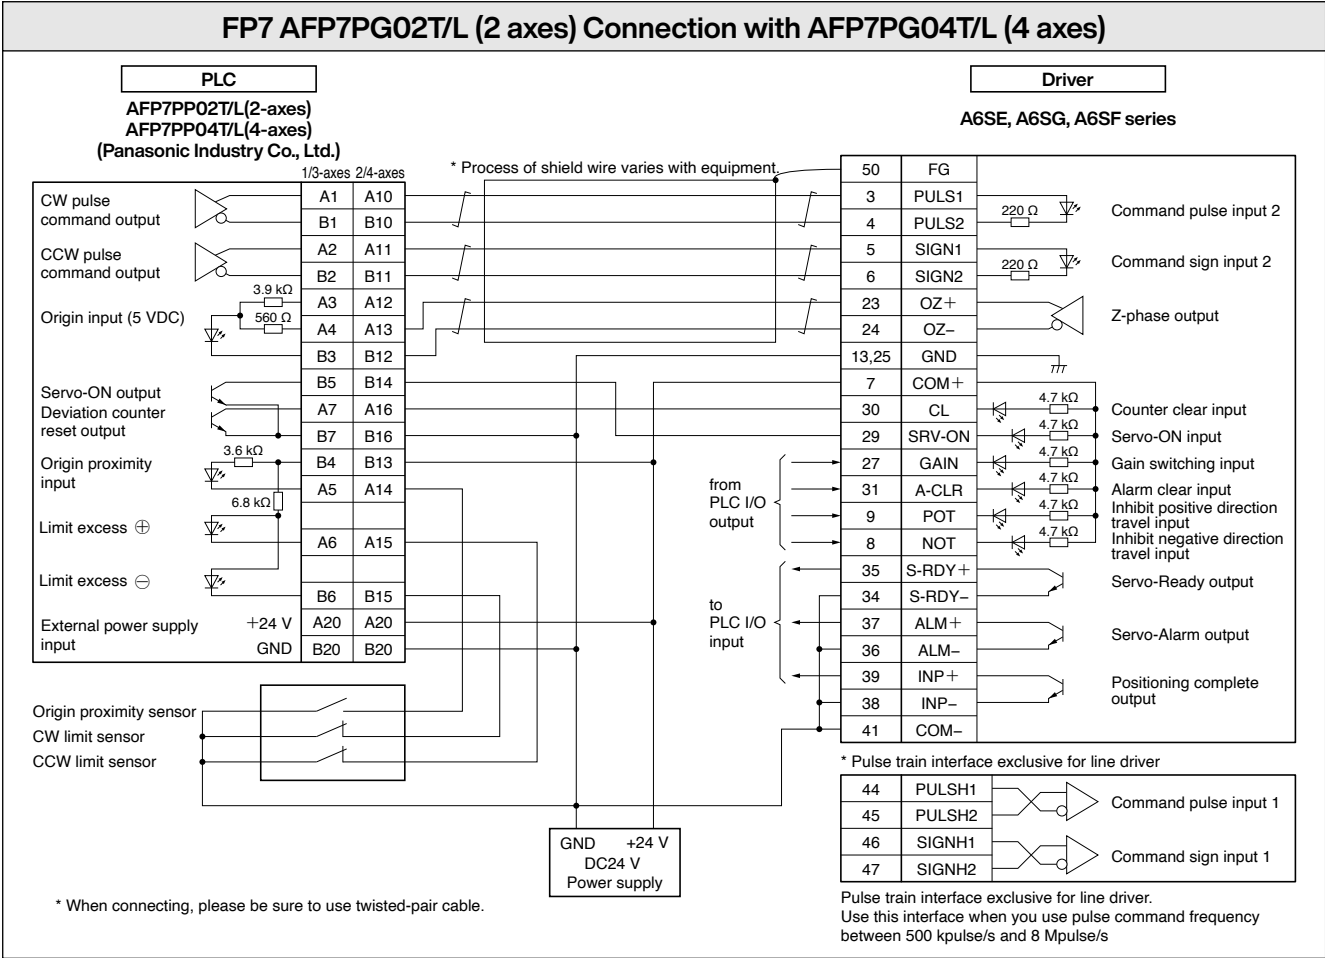 FP7 AFP7PG02T/L (2 axes) Connection with AFP7PG04T/L (4 axes)
PLC
AFP7PP02T/L(2-axes)
AFP7PP04T/L(4-axes)
(Panasonic Industry Co., Ltd.)
Driver
A6SE, A6SG, A6SF series
1/3-axes 2/4-axes
* Process of shield wire varies with equipment.
CW pulse
command output
A1 A10
B1 B10
CCW pulse
command output
A2 A11
B2 B11
Origin input (5 VDC)
3.9 kΩ
560 Ω
A3 A12
A4 A13
B3 B12
Servo-ON output
B5 B14
Deviation counter
reset output
A7 A16
B7 B16
Origin proximity
input
3.6 kΩ
6.8 kΩ
B4 B13
A5 A14
Limit excess ⊕
A6 A15
Limit excess ⊖
B6 B15
External power supply
input
+24 V A20 A20
GND B20 B20
Origin proximity sensor
CW limit sensor
CCW limit sensor
GND +24 V
DC24 V
Power supply
* When connecting, please be sure to use twisted-pair cable.
from
PLC I/O
output
to
PLC I/O
input
50 FG
3 PULS1
4 PULS2
220 Ω
Command pulse input 2
5 SIGN1
6 SIGN2
220 Ω
Command sign input 2
23 OZ+
24 OZ−
Z-phase output
13,25 GND
7 COM+
30 CL 4.7 kΩ Counter clear input
29 SRV-ON 4.7 kΩ Servo-ON input
27 GAIN 4.7 kΩ Gain switching input
31 A-CLR 4.7 kΩ Alarm clear input
9 POT 4.7 kΩ Inhibit positive direction
travel input
8 NOT 4.7 kΩ Inhibit negative direction
travel input
35 S-RDY+
34 S-RDY−
Servo-Ready output
37 ALM+
36 ALM−
Servo-Alarm output
39 INP+
38 INP−
Positioning complete
output
41 COM−
* Pulse train interface exclusive for line driver
44 PULSH1
45 PULSH2
Command pulse input 1
46 SIGNH1
47 SIGNH2
Command sign input 1
Pulse train interface exclusive for line driver.
Use this interface when you use pulse command frequency
between 500 kpulse/s and 8 Mpulse/s